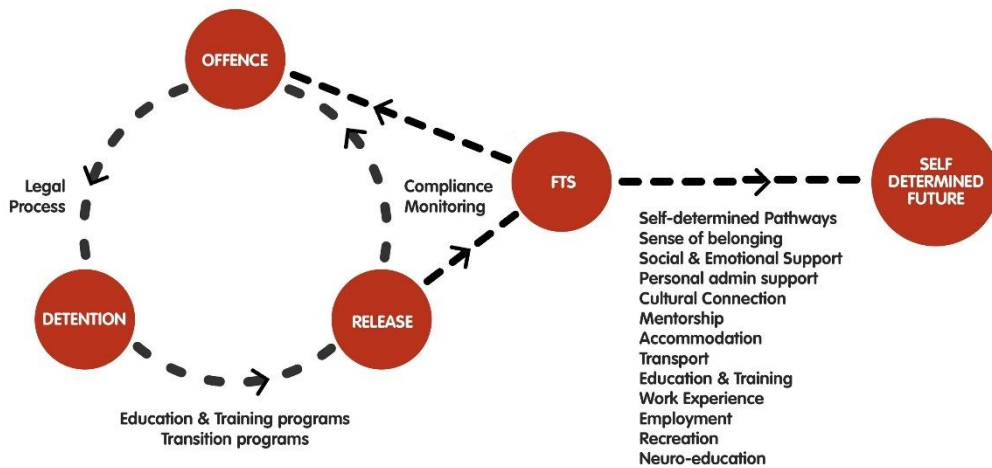 OFFENCE
Legal
Process
DETENTION
Education & Training programs
Transition programs
RELEASE
Compliance
Monitoring
FTS
SELF
DETERMINED
FUTURE
Self-determined Pathways
Sense of belonging
Social & Emotional Support
Personal admin support
Cultural Connection
Mentorship
Accommodation
Transport
Education & Training
Work Experience
Employment
Recreation
Neuro-education